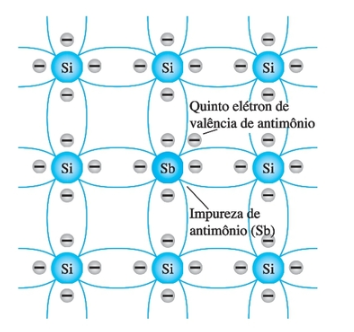 Si Si Si
Quinto elétron de
valência de antimônio
Si Sb Si
Impureza de
antimônio (Sb)
Si Si Si